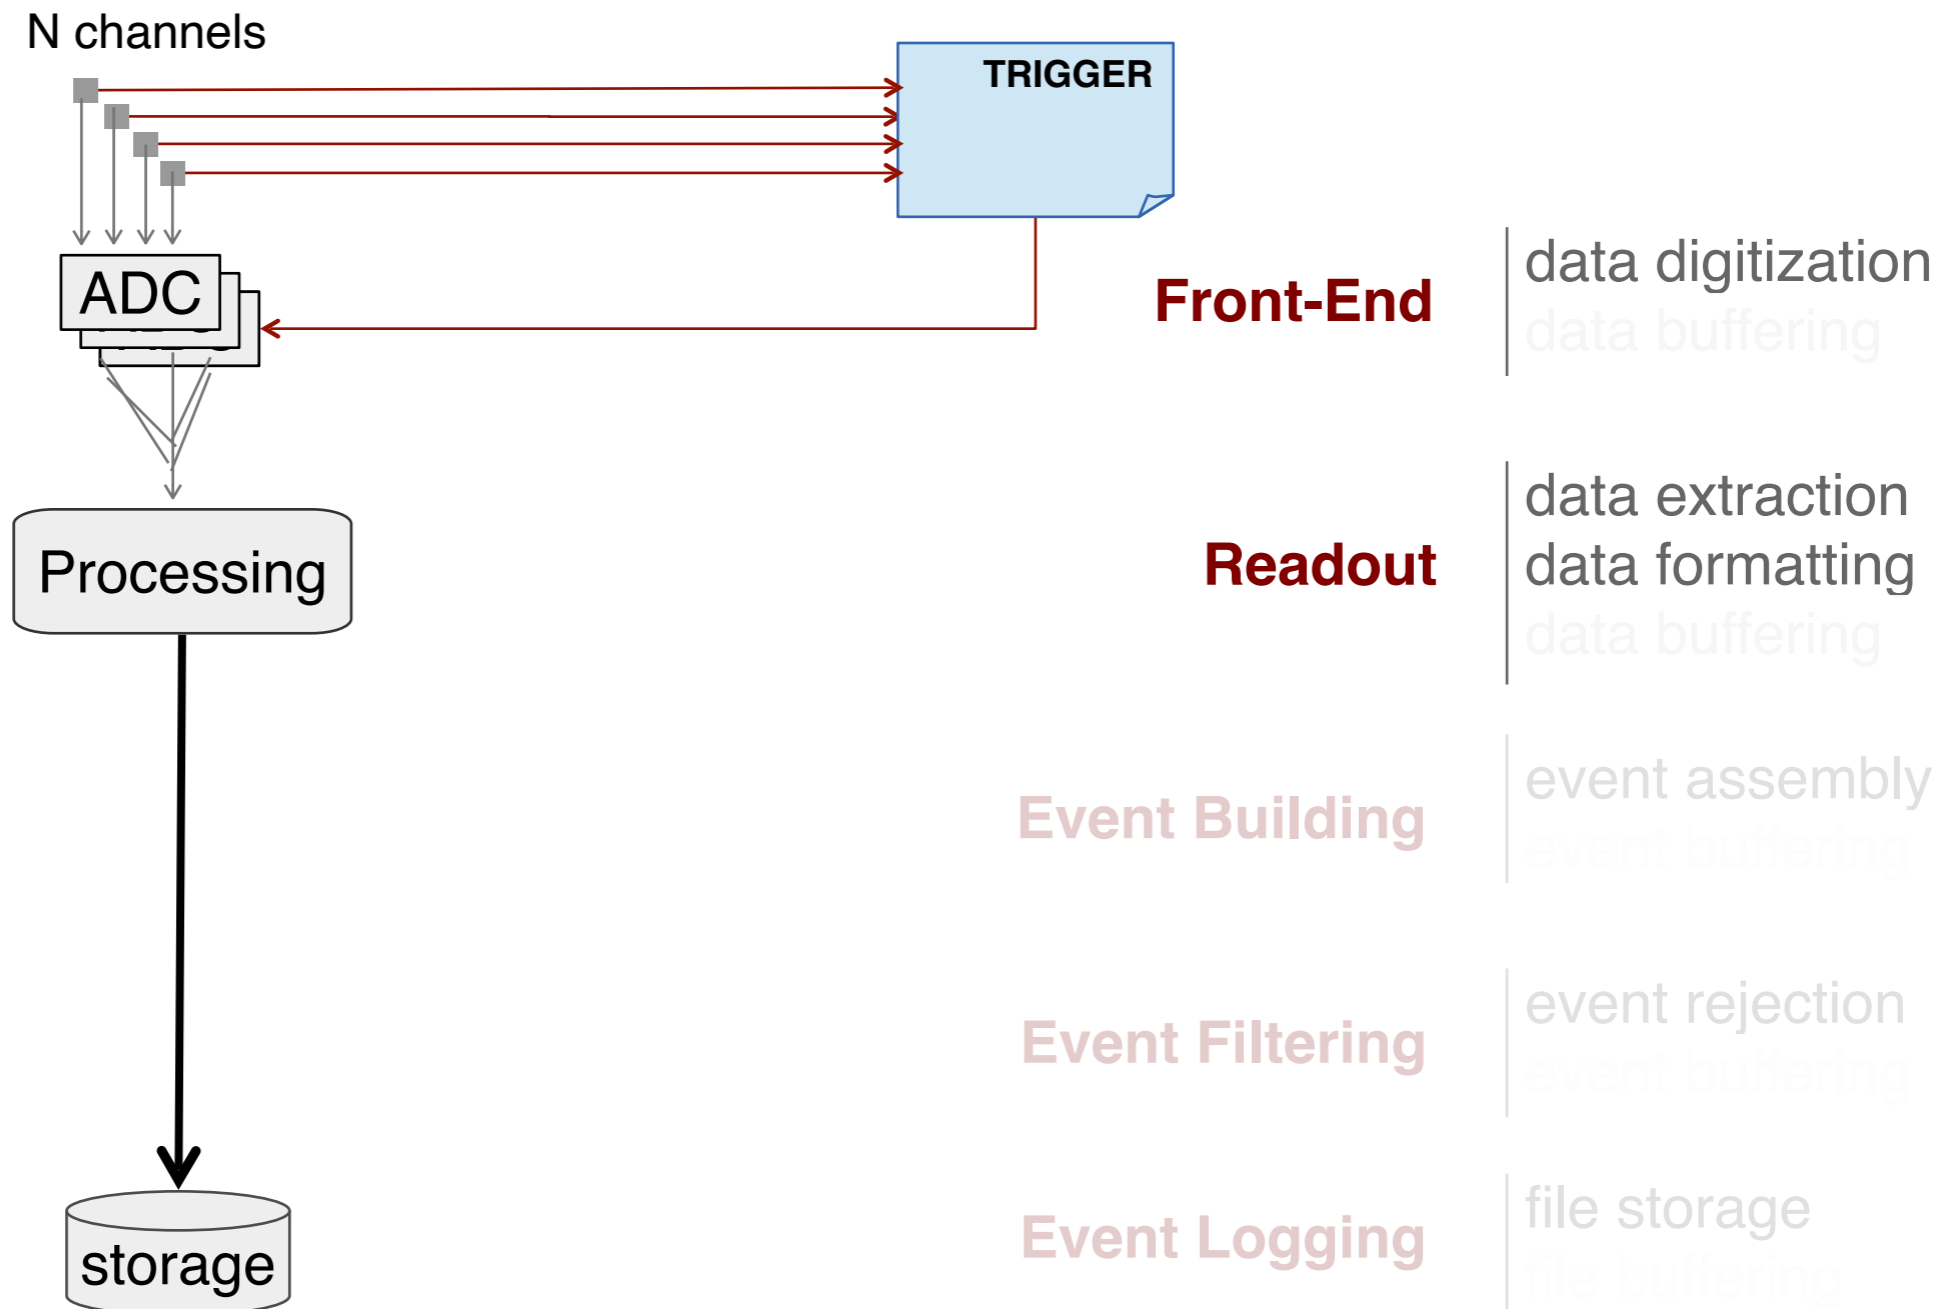 N channels
TRIGGER
ADC
Front-End
data digitization
data buffering
Processing
Readout
data extraction
data formatting
data buffering
Event Building
event assembly
event buffering
Event Filtering
event rejection
event buffering
storage
Event Logging
file storage
file buffering